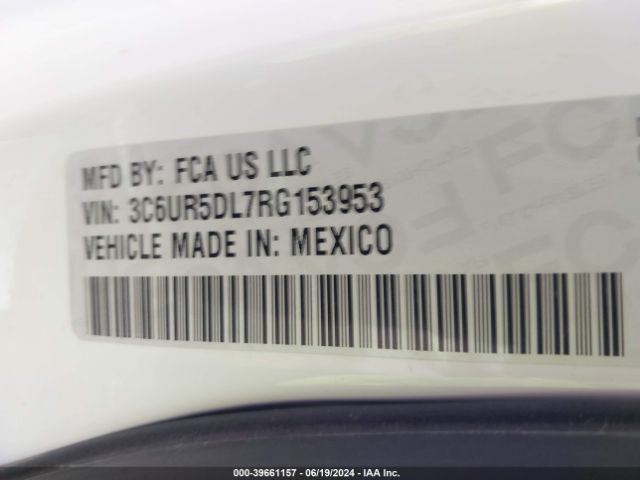 MFD BY: FCA US LLC
VIN: 3C6UR5DL7RG153953
VEHICLE MADE IN: MEXICO
000-39661157 - 06/19/2024 - IAA Inc.